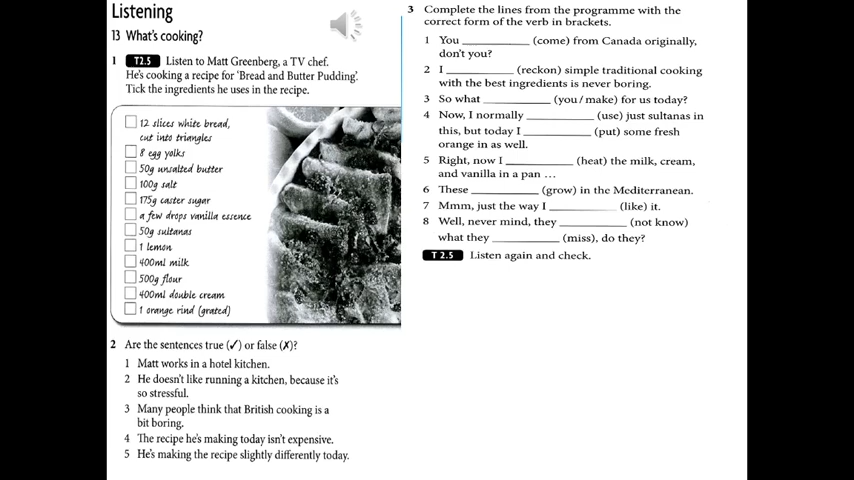 Listening
13 What's cooking?
1 T2.5 Listen to Matt Greenberg, a TV chef.
He's cooking a recipe for 'Bread and Butter Pudding'.
Tick the ingredients he uses in the recipe.
12 slices white bread,
cut into triangles
8 egg yolks
50g unsalted butter
100g salt
175g caster sugar
a few drops vanilla essence
50g sultanas
1 lemon
400ml milk
500g flour
400ml double cream
1 orange rind (grated)
2 Are the sentences true (✓) or false (✗)?
1 Matt works in a hotel kitchen.
2 He doesn't like running a kitchen, because it's
so stressful.
3 Many people think that British cooking is a
bit boring.
4 The recipe he's making today isn't expensive.
5 He's making the recipe slightly differently today.
3 Complete the lines from the programme with the
correct form of the verb in brackets.
1 You __________ (come) from Canada originally,
don't you?
2 I __________ (reckon) simple traditional cooking
with the best ingredients is never boring.
3 So what __________ (you / make) for us today?
4 Now, I normally __________ (use) just sultanas in
this, but today I __________ (put) some fresh
orange in as well.
5 Right, now I __________ (heat) the milk, cream,
and vanilla in a pan …
6 These __________ (grow) in the Mediterranean.
7 Mmm, just the way I __________ (like) it.
8 Well, never mind, they __________ (not know)
what they __________ (miss), do they?
T 2.5 Listen again and check.